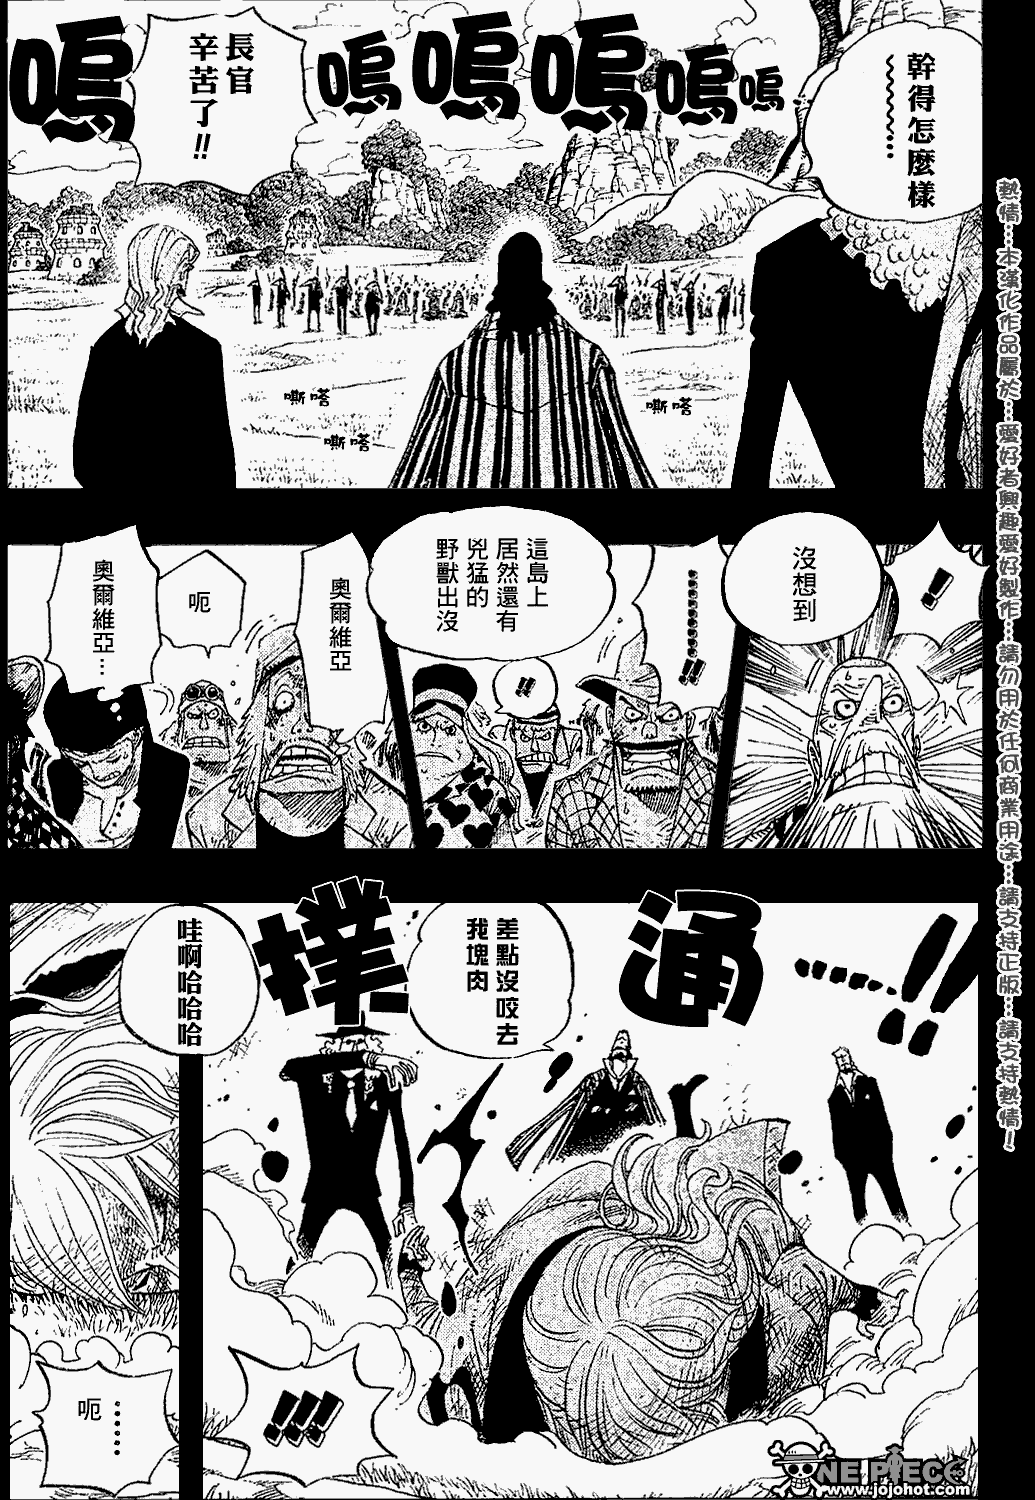 幹得怎麼樣
……
嗚
嗚
嗚
嗚
嗚
長官
辛苦了!!
嗚
嘶嗒
嘶嗒
嘶嗒
!!
沒想到
………!!
這島上
居然還有
兇猛的
野獸出沒
!!
奧爾維亞
呃
奧爾維亞…
……!!
通
差點沒咬去
我塊肉
撲
!!!
哇啊哈哈哈
呃……
熱情…本漢化作品屬於…愛好者興趣愛好製作…請勿用於任何商業用途…請支持正版…請支持熱情!
ONE PIECE
www.jojohot.com